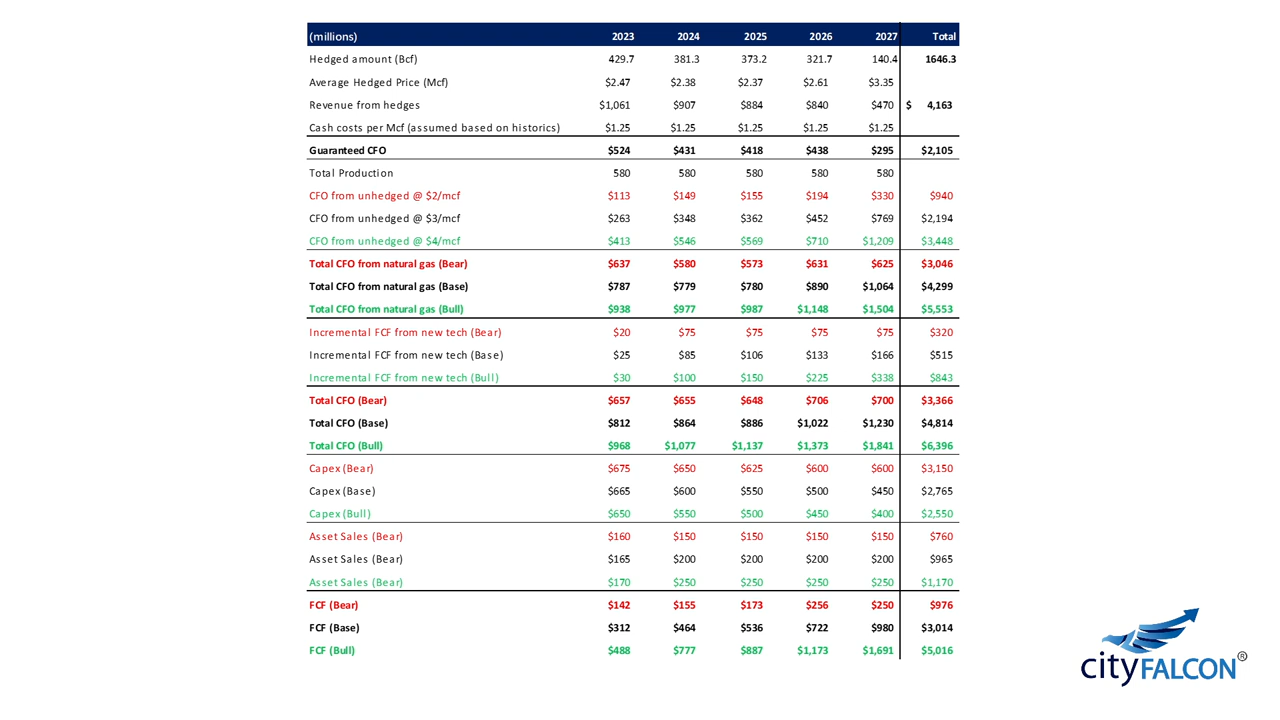 (millions) 2023 2024 2025 2026 2027 Total
Hedged amount (Bcf) 429.7 381.3 373.2 321.7 140.4 1646.3
Average Hedged Price (Mcf) $2.47 $2.38 $2.37 $2.61 $3.35
Revenue from hedges $1,061 $907 $884 $840 $470 $ 4,163
Cash costs per Mcf (assumed based on historics) $1.25 $1.25 $1.25 $1.25 $1.25
Guaranteed CFO $524 $431 $418 $438 $295 $2,105
Total Production 580 580 580 580 580
CFO from unhedged @ $2/mcf $113 $149 $155 $194 $330 $940
CFO from unhedged @ $3/mcf $263 $348 $362 $452 $769 $2,194
CFO from unhedged @ $4/mcf $413 $546 $569 $710 $1,209 $3,448
Total CFO from natural gas (Bear) $637 $580 $573 $631 $625 $3,046
Total CFO from natural gas (Base) $787 $779 $780 $890 $1,064 $4,299
Total CFO from natural gas (Bull) $938 $977 $987 $1,148 $1,504 $5,553
Incremental FCF from new tech (Bear) $20 $75 $75 $75 $75 $320
Incremental FCF from new tech (Base) $25 $85 $106 $133 $166 $515
Incremental FCF from new tech (Bull) $30 $100 $150 $225 $338 $843
Total CFO (Bear) $657 $655 $648 $706 $700 $3,366
Total CFO (Base) $812 $864 $886 $1,022 $1,230 $4,814
Total CFO (Bull) $968 $1,077 $1,137 $1,373 $1,841 $6,396
Capex (Bear) $675 $650 $625 $600 $600 $3,150
Capex (Base) $665 $600 $550 $500 $450 $2,765
Capex (Bull) $650 $550 $500 $450 $400 $2,550
Asset Sales (Bear) $160 $150 $150 $150 $150 $760
Asset Sales (Bear) $165 $200 $200 $200 $200 $965
Asset Sales (Bear) $170 $250 $250 $250 $250 $1,170
FCF (Bear) $142 $155 $173 $256 $250 $976
FCF (Base) $312 $464 $536 $722 $980 $3,014
FCF (Bull) $488 $777 $887 $1,173 $1,691 $5,016
cityFALCON®